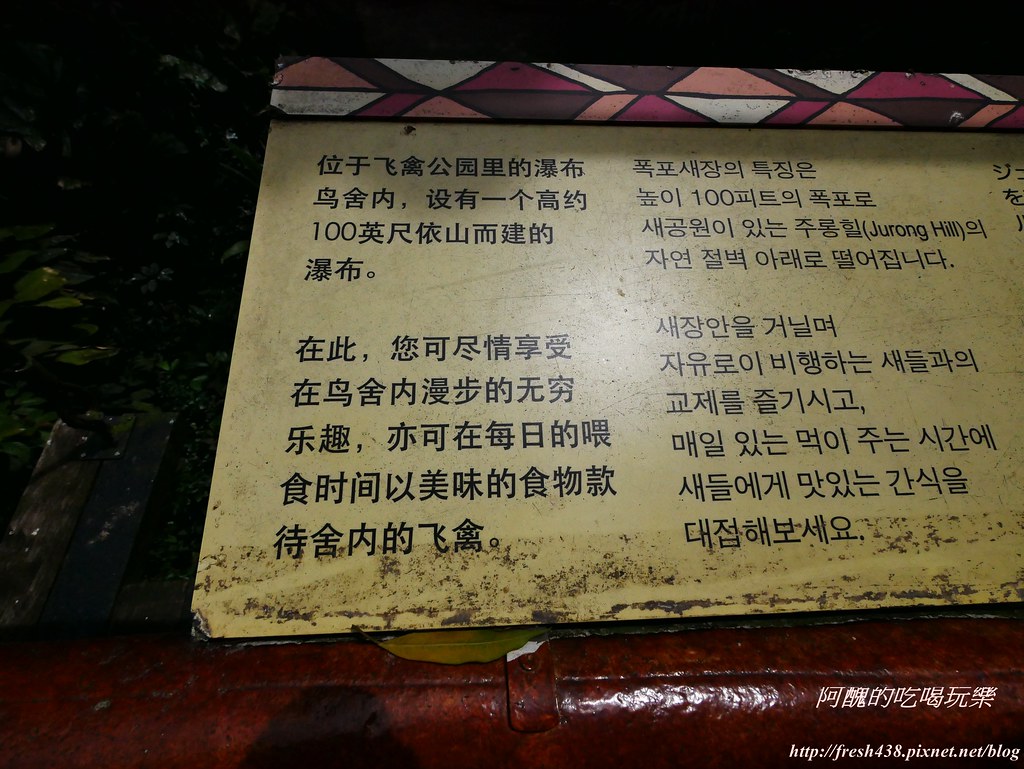 位于飞禽公园里的瀑布
鸟舍内，设有一个高约
100英尺依山而建的
瀑布。
在此，您可尽情享受
在鸟舍内漫步的无穷
乐趣，亦可在每日的喂
食时间以美味的食物款
待舍内的飞禽。
폭포새장의 특징은
높이 100피트의 폭포로
새공원이 있는 주롱힐(Jurong Hill)의
자연 절벽 아래로 떨어집니다.
새장안을 거닐며
자유로이 비행하는 새들과의
교제를 즐기시고,
매일 있는 먹이 주는 시간에
새들에게 맛있는 간식을
대접해보세요.
阿醜的吃喝玩樂
http://fresh438.pixnet.net/blog